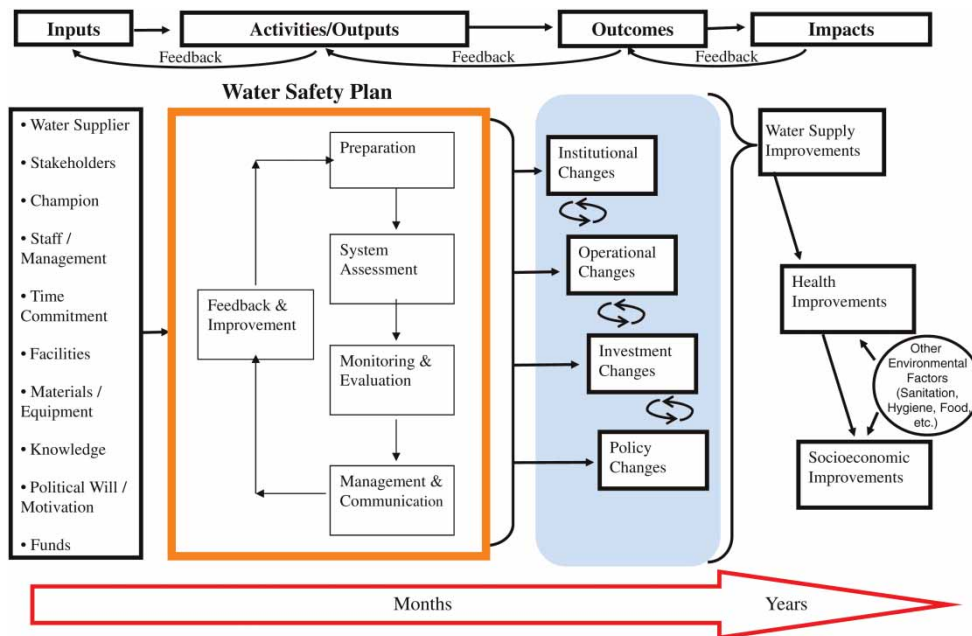 Inputs
Activities/Outputs
Outcomes
Impacts
Feedback
Feedback
Feedback
Water Safety Plan
• Water Supplier
• Stakeholders
• Champion
• Staff /
Management
• Time
Commitment
• Facilities
• Materials /
Equipment
• Knowledge
• Political Will /
Motivation
• Funds
Preparation
System
Assessment
Feedback &
Improvement
Monitoring &
Evaluation
Management &
Communication
Institutional
Changes
Operational
Changes
Investment
Changes
Policy
Changes
Water Supply
Improvements
Health
Improvements
Other
Environmental
Factors
(Sanitation,
Hygiene, Food,
etc.)
Socioeconomic
Improvements
Months
Years